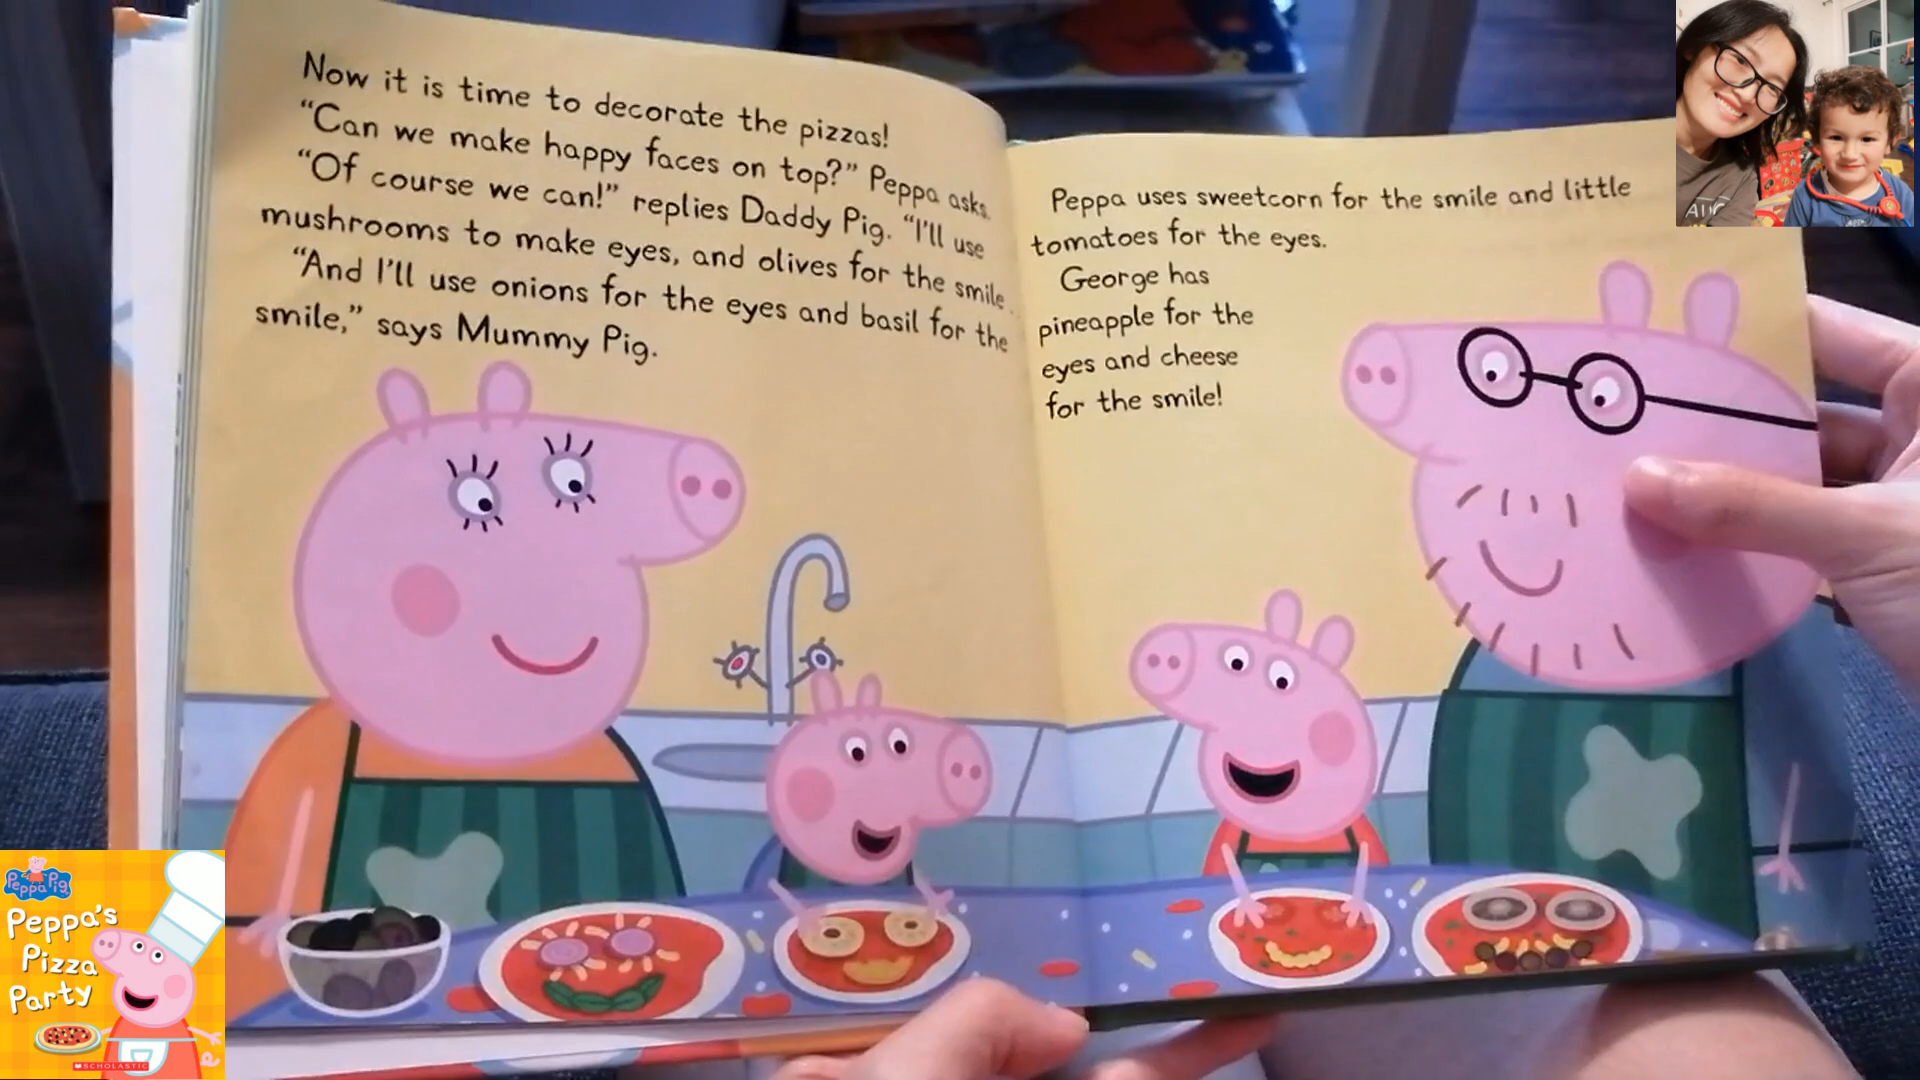 Now it is time to decorate the pizzas!
“Can we make happy faces on top?” Peppa asks.
“Of course we can!” replies Daddy Pig. “I’ll use
mushrooms to make eyes, and olives for the smile.
“And I’ll use onions for the eyes and basil for the
smile,” says Mummy Pig.
Peppa uses sweetcorn for the smile and little
tomatoes for the eyes.
George has
pineapple for the
eyes and cheese
for the smile!
Peppa Pig
Peppa’s
Pizza
Party
SCHOLASTIC